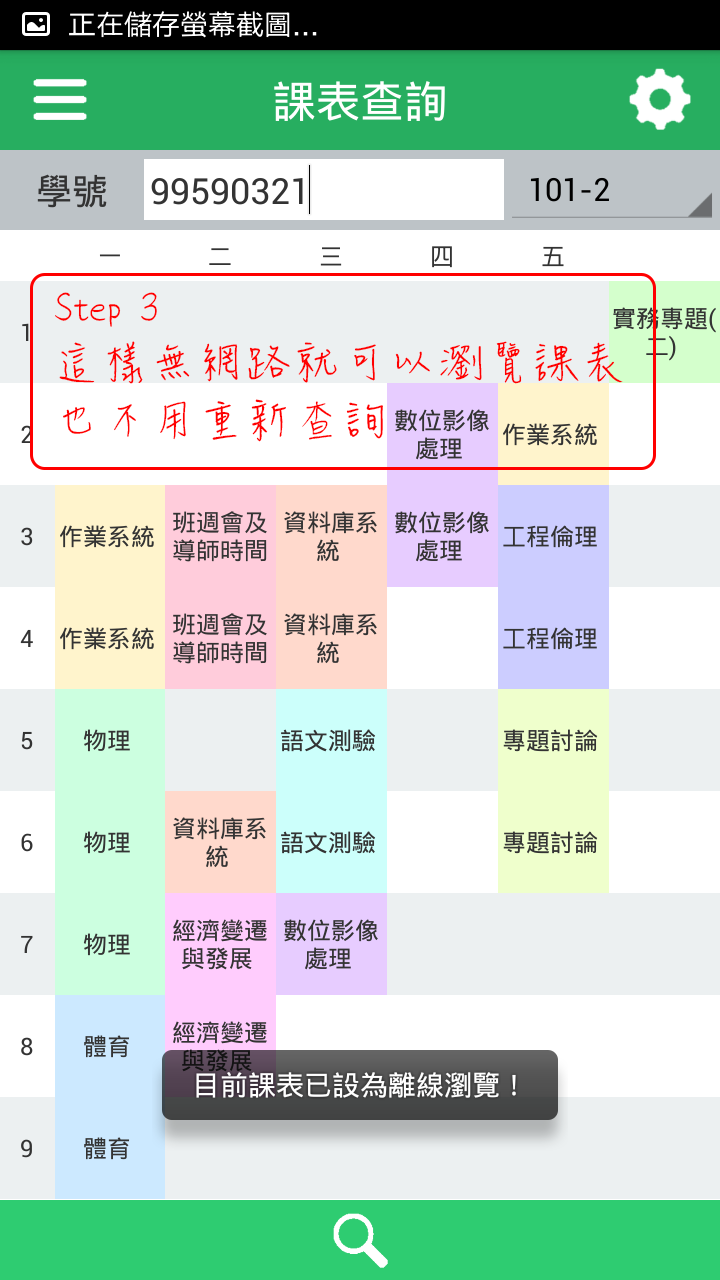 正在儲存螢幕截圖...
課表查詢
學號 99590321 101-2
一 二 三 四 五
Step 3
這樣無網路就可以瀏覽課表
也不用重新查詢
1 實務專題(
二)
2 數位影像
處理 作業系統
3 作業系統 班週會及
導師時間 資料庫系
統 數位影像
處理 工程倫理
4 作業系統 班週會及
導師時間 資料庫系
統 工程倫理
5 物理 語文測驗 專題討論
6 物理 資料庫系
統 語文測驗 專題討論
7 物理 經濟變遷
與發展 數位影像
處理
8 體育 經濟變遷
與發展
目前課表已設為離線瀏覽！
9 體育